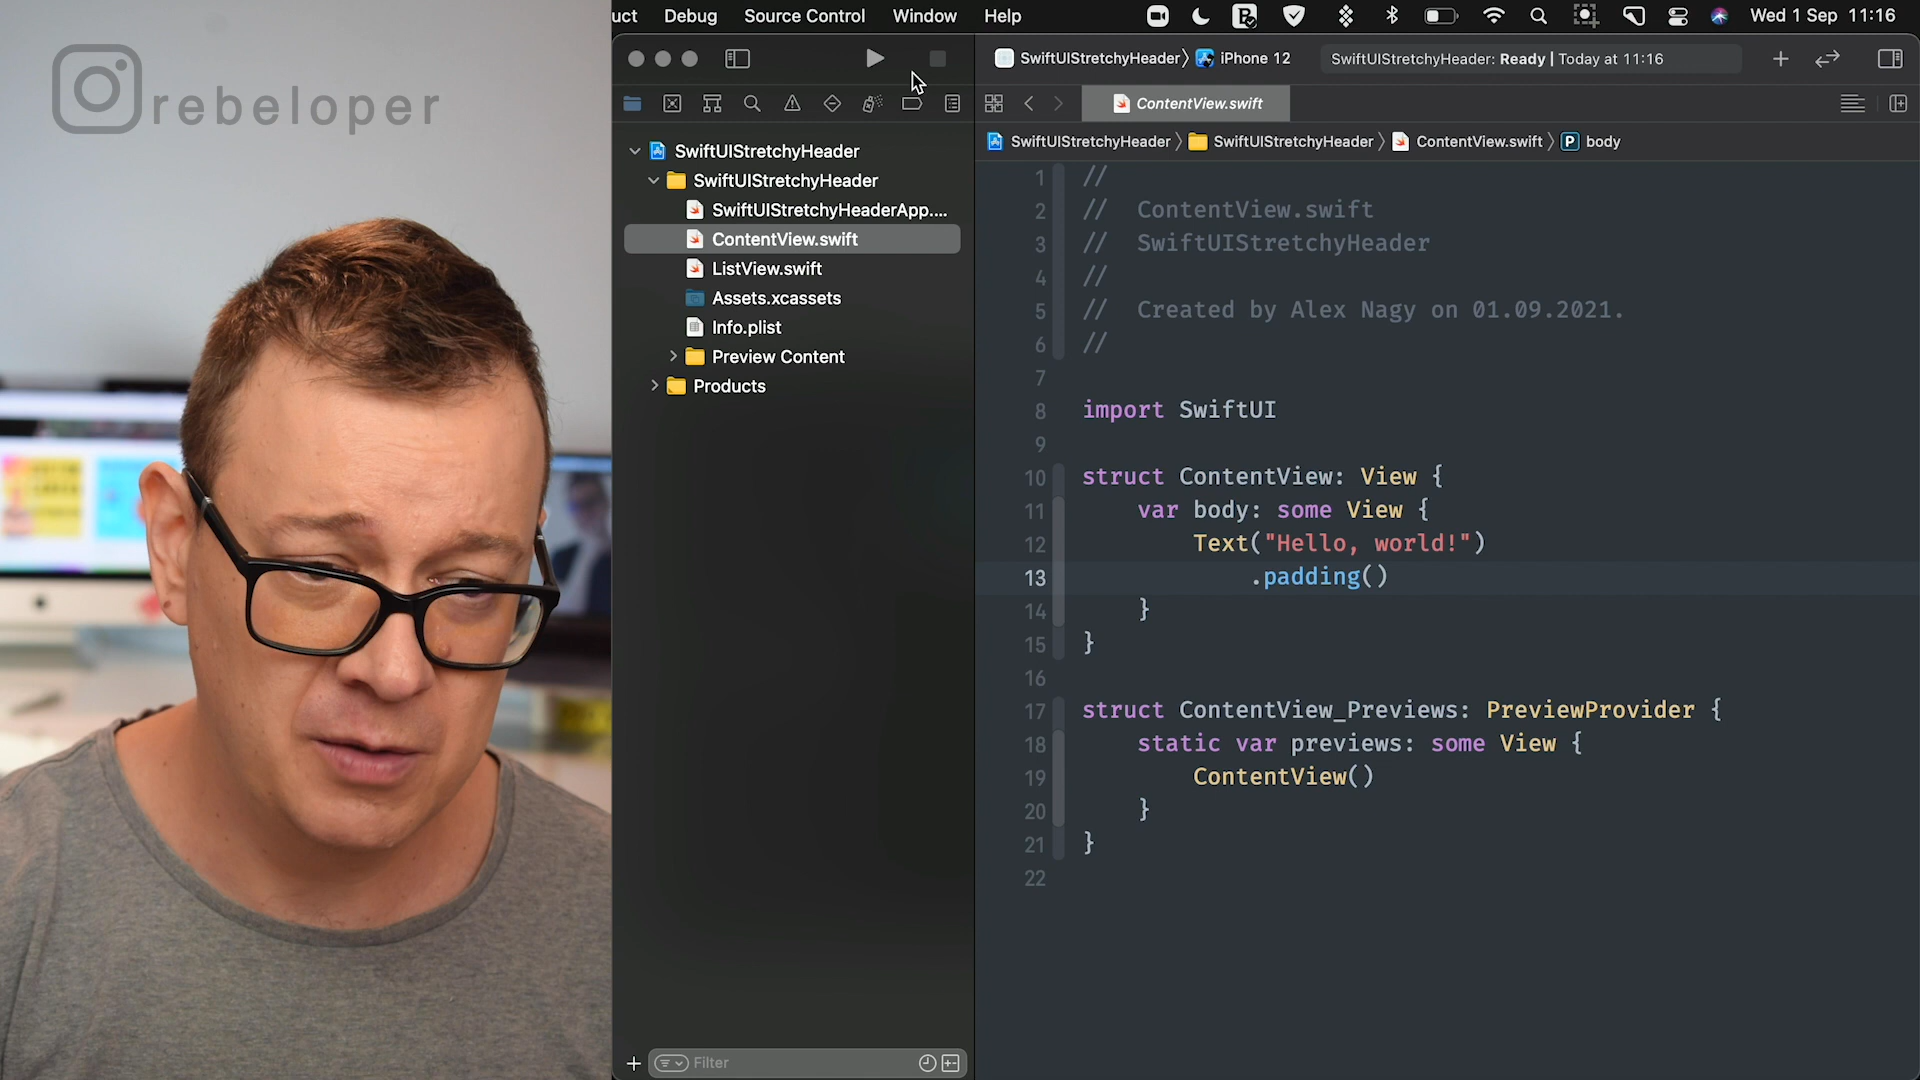 rebeloper
uct Debug Source Control Window Help Wed 1 Sep 11:16
SwiftUIStretchyHeader iPhone 12 SwiftUIStretchyHeader: Ready | Today at 11:16
ContentView.swift
SwiftUIStretchyHeader SwiftUIStretchyHeader ContentView.swift P body
SwiftUIStretchyHeader
SwiftUIStretchyHeader
SwiftUIStretchyHeaderApp....
ContentView.swift
ListView.swift
Assets.xcassets
Info.plist
Preview Content
Products
Filter
1 //
2 // ContentView.swift
3 // SwiftUIStretchyHeader
4 //
5 // Created by Alex Nagy on 01.09.2021.
6 //
7
8 import SwiftUI
9
10 struct ContentView: View {
11 var body: some View {
12 Text("Hello, world!")
13 .padding()
14 }
15 }
16
17 struct ContentView_Previews: PreviewProvider {
18 static var previews: some View {
19 ContentView()
20 }
21 }
22